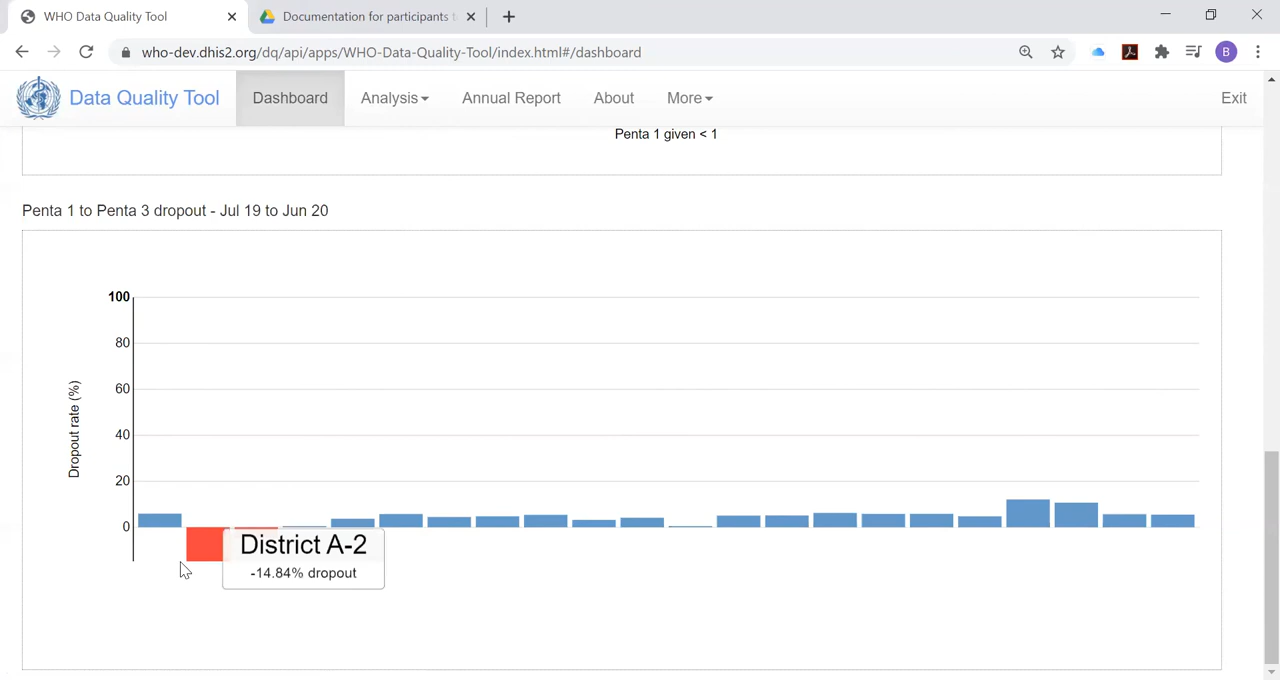 WHO Data Quality Tool
Documentation for participants t
who-dev.dhis2.org/dq/api/apps/WHO-Data-Quality-Tool/index.html#/dashboard
B
Data Quality Tool
Dashboard
Analysis
Annual Report
About
More
Exit
Penta 1 given < 1
Penta 1 to Penta 3 dropout - Jul 19 to Jun 20
100
80
60
40
20
0
Dropout rate (%)
District A-2
-14.84% dropout